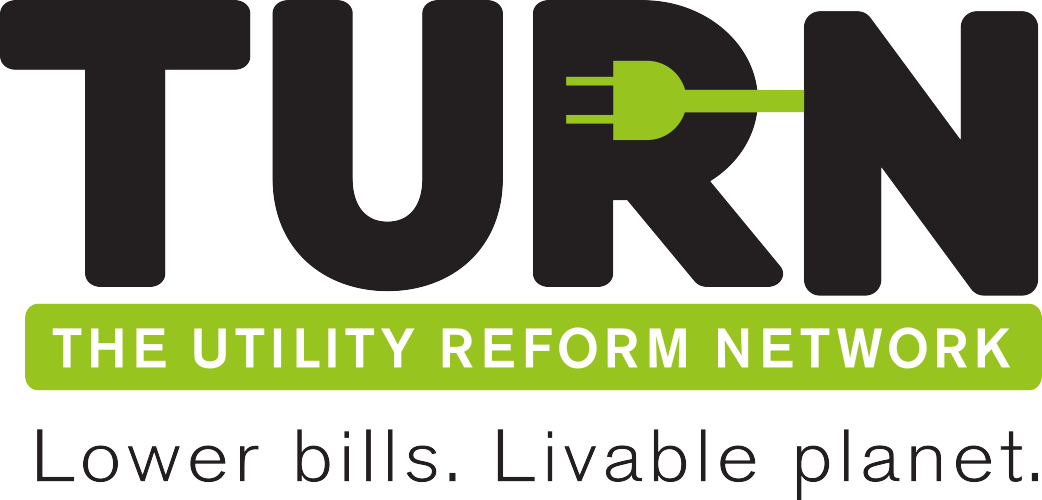 TURN
THE UTILITY REFORM NETWORK
Lower bills. Livable planet.